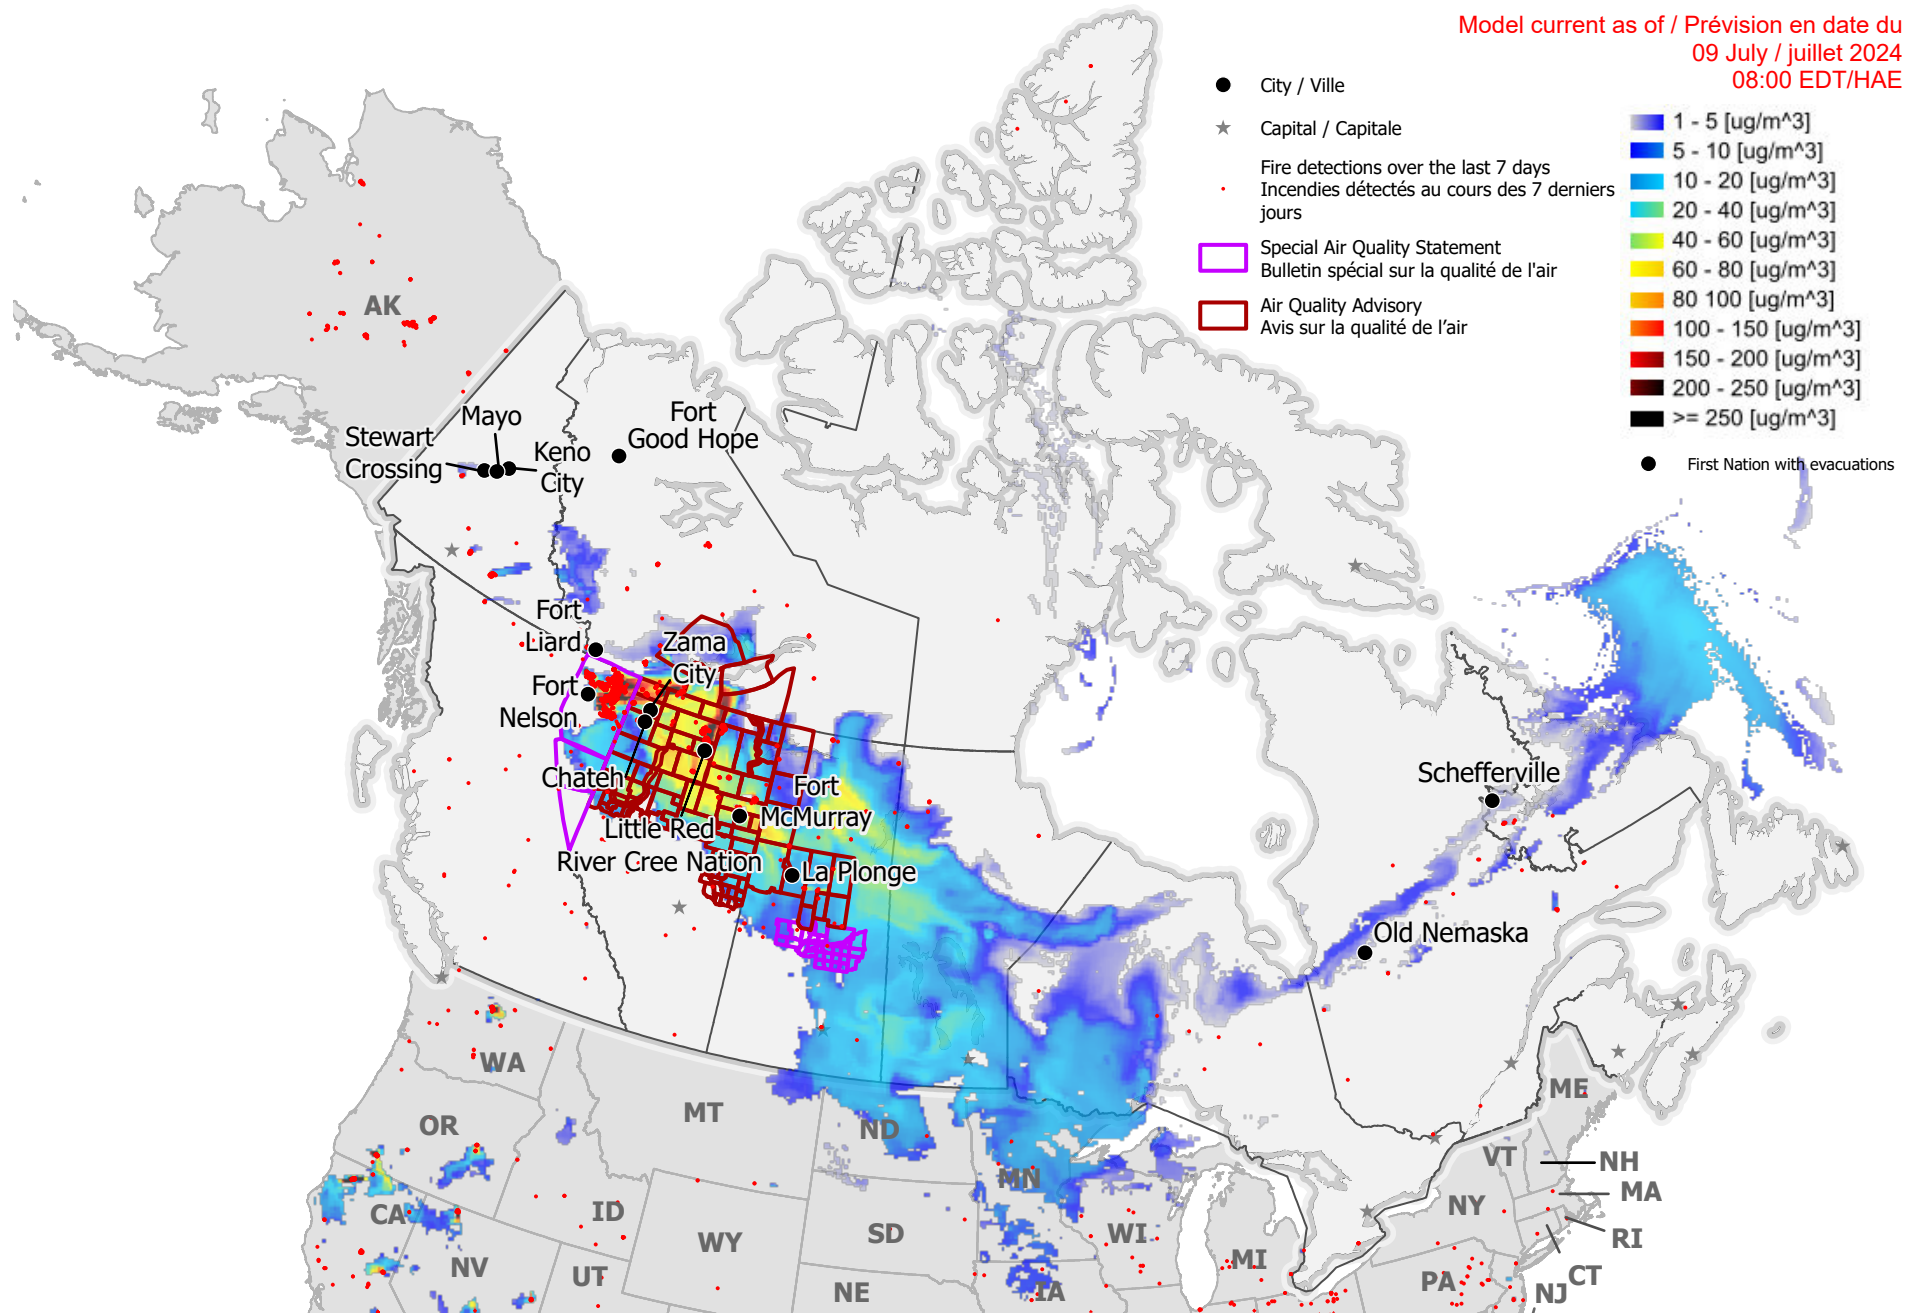 Model current as of / Prévision en date du
09 July / juillet 2024
08:00 EDT/HAE
City / Ville
Capital / Capitale
Fire detections over the last 7 days
Incendies détectés au cours des 7 derniers
jours
Special Air Quality Statement
Bulletin spécial sur la qualité de l'air
Air Quality Advisory
Avis sur la qualité de l’air
1 - 5 [ug/m^3]
5 - 10 [ug/m^3]
10 - 20 [ug/m^3]
20 - 40 [ug/m^3]
40 - 60 [ug/m^3]
60 - 80 [ug/m^3]
80 100 [ug/m^3]
100 - 150 [ug/m^3]
150 - 200 [ug/m^3]
200 - 250 [ug/m^3]
>= 250 [ug/m^3]
First Nation with evacuations
AK
Mayo
Stewart
Crossing
Keno
City
Fort
Good Hope
Fort
Liard
Zama
City
Fort
Nelson
Chateh
Fort
McMurray
Little Red
River Cree Nation
La Plonge
Schefferville
Old Nemaska
WA
OR
MT
ND
MN
ID
CA
NV
UT
WY
SD
NE
IA
WI
MI
ME
VT
NH
MA
NY
RI
CT
PA
NJ